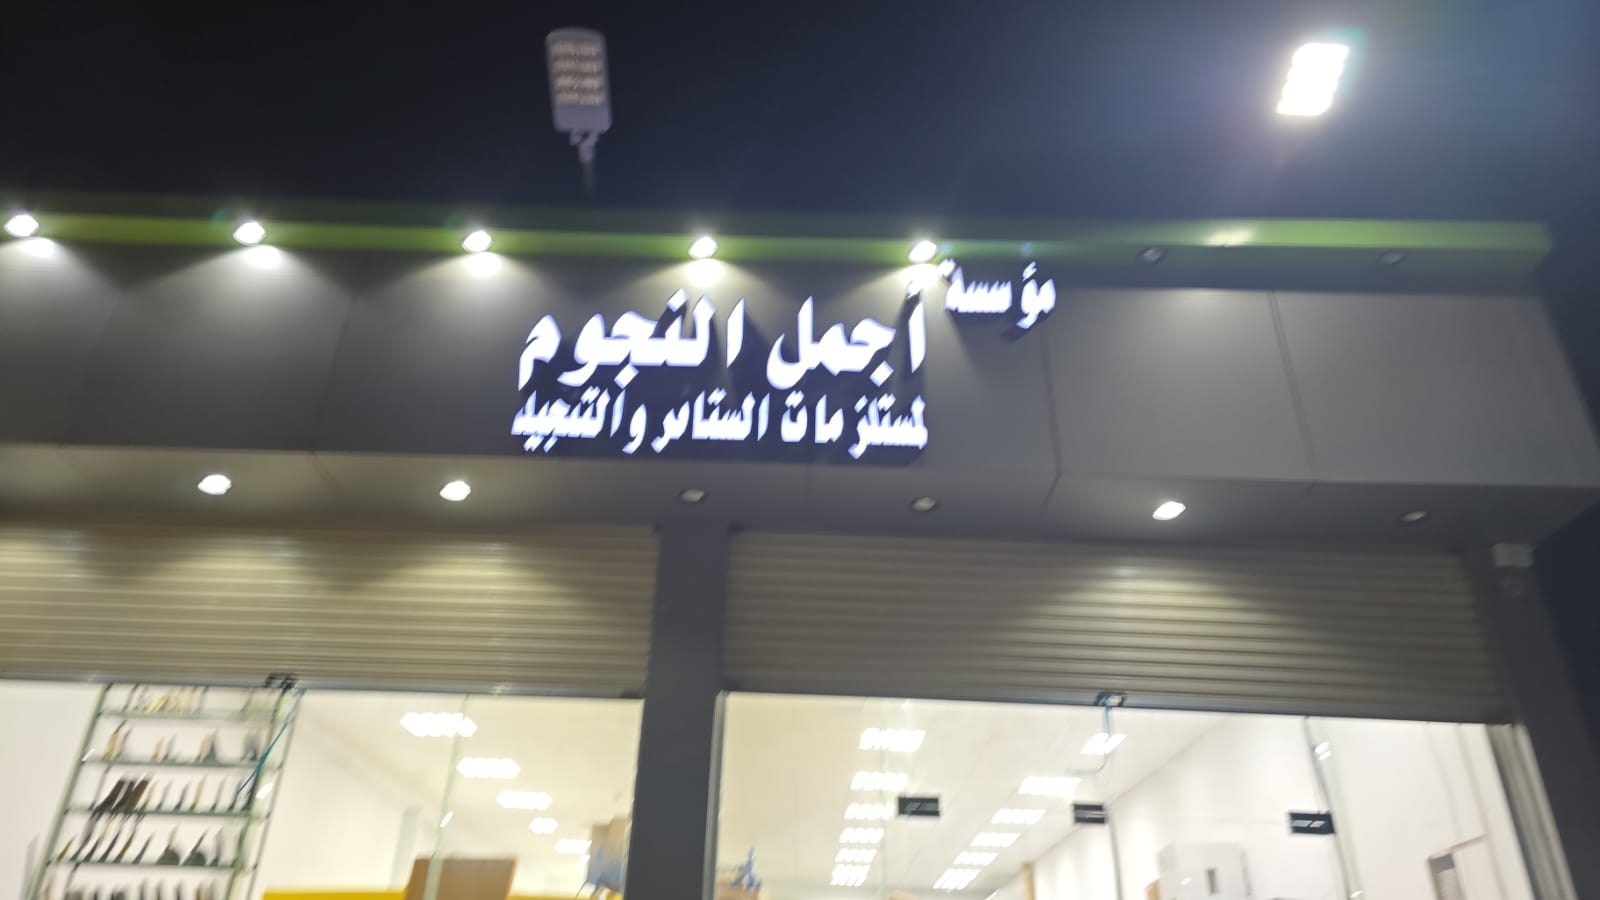 مؤسسة
أجمل النجوم
لمستلزمات الستائر والتنجيد